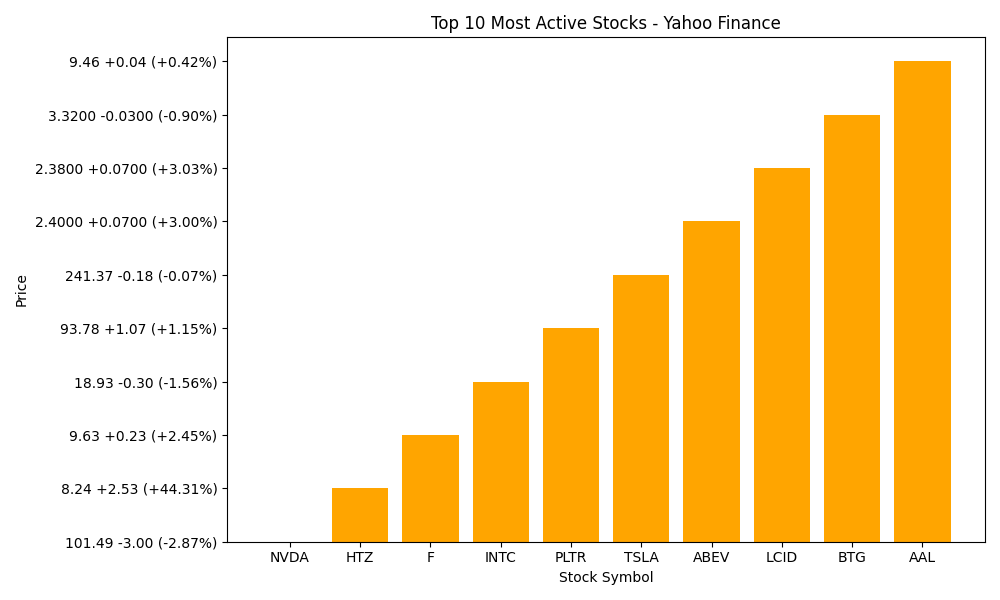 Top 10 Most Active Stocks - Yahoo Finance
Price
9.46 +0.04 (+0.42%)
3.3200 -0.0300 (-0.90%)
2.3800 +0.0700 (+3.03%)
2.4000 +0.0700 (+3.00%)
241.37 -0.18 (-0.07%)
93.78 +1.07 (+1.15%)
18.93 -0.30 (-1.56%)
9.63 +0.23 (+2.45%)
8.24 +2.53 (+44.31%)
101.49 -3.00 (-2.87%)
NVDA HTZ F INTC PLTR TSLA ABEV LCID BTG AAL
Stock Symbol